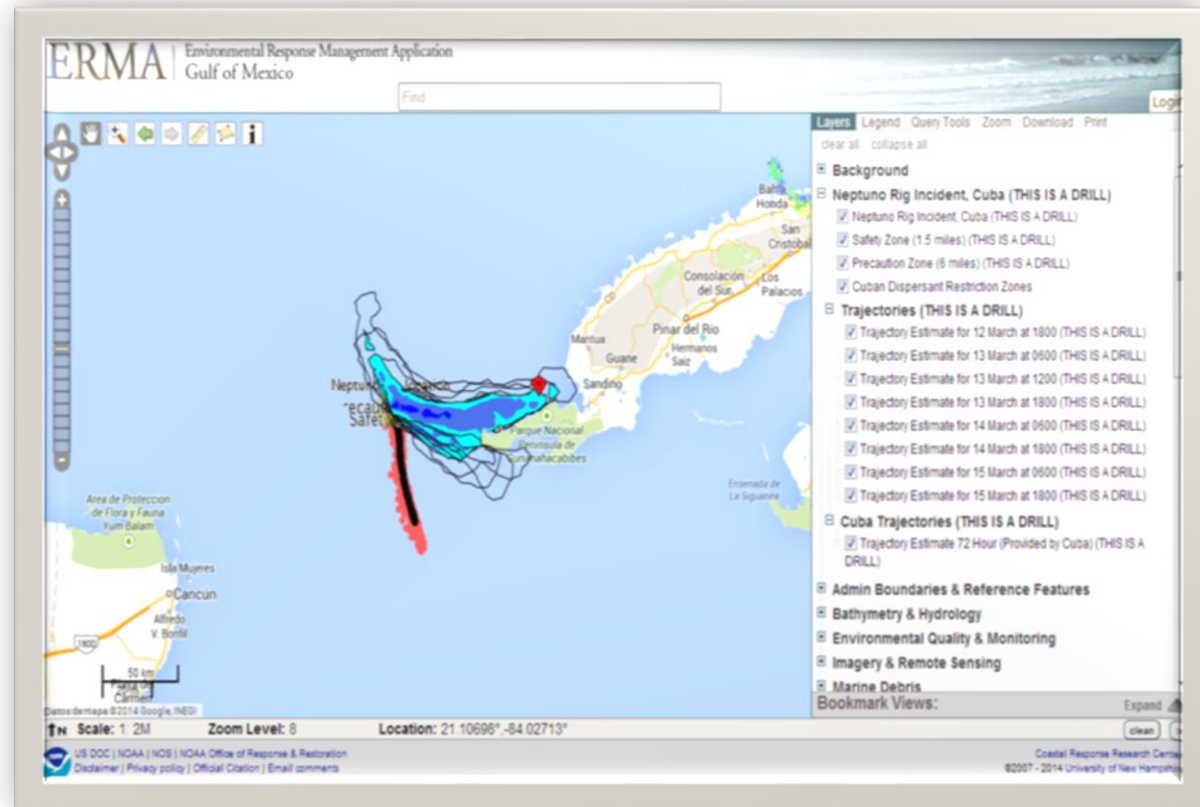 ERMA
Environmental Response Management Application
Gulf of Mexico
Find
Login
Layers Legend Query Tools Zoom Download Print
clear all collapse all
Background
Neptuno Rig Incident, Cuba (THIS IS A DRILL)
Neptuno Rig Incident, Cuba (THIS IS A DRILL)
Safety Zone (1.5 miles) (THIS IS A DRILL)
Precaution Zone (6 miles) (THIS IS A DRILL)
Cuban Dispersant Restriction Zones
Trajectories (THIS IS A DRILL)
Trajectory Estimate for 12 March at 1800 (THIS IS A DRILL)
Trajectory Estimate for 13 March at 0600 (THIS IS A DRILL)
Trajectory Estimate for 13 March at 1200 (THIS IS A DRILL)
Trajectory Estimate for 13 March at 1800 (THIS IS A DRILL)
Trajectory Estimate for 14 March at 0600 (THIS IS A DRILL)
Trajectory Estimate for 14 March at 1800 (THIS IS A DRILL)
Trajectory Estimate for 15 March at 0600 (THIS IS A DRILL)
Trajectory Estimate for 15 March at 1800 (THIS IS A DRILL)
Cuba Trajectories (THIS IS A DRILL)
Trajectory Estimate 72 Hour (Provided by Cuba) (THIS IS A
DRILL)
Admin Boundaries & Reference Features
Bathymetry & Hydrology
Environmental Quality & Monitoring
Imagery & Remote Sensing
Marine Debris
Bookmark Views: Expand
clean
Bahía
Honda
San
Cristóbal
Consolación
del Sur
Los
Palacios
Pinar del Río
Mantua
Hermanos
Saiz
Guane
Sandino
Parque Nacional
Península de
Guanahacabibes
Ensenada de
La Siguanea
Area de Protección
de Flora y Fauna
Yum Balam
Isla Mujeres
Cancún
Alfredo
V. Bonfil
50 km
Datos de mapa ©2014 Google, INEGI
N Scale: 1: 2M Zoom Level: 8 Location: 21.10698°,-84.02713°
US DOC | NOAA | NOS | NOAA Office of Response & Restoration
Disclaimer | Privacy policy | Official Citation | Email comments
Coastal Response Research Center
©2007 - 2014 University of New Hampshire